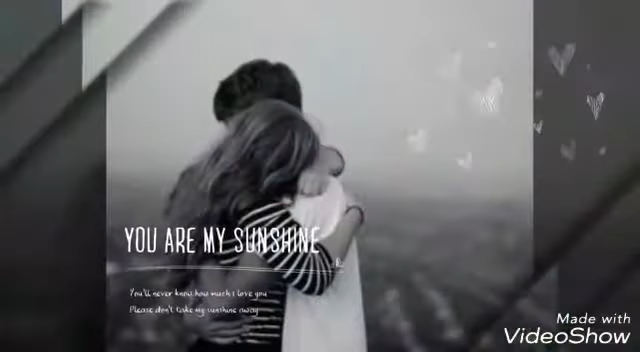 YOU ARE MY SUNSHINE
You'll never know how much I love you
Please don't take my sunshine away
Made with
VideoShow